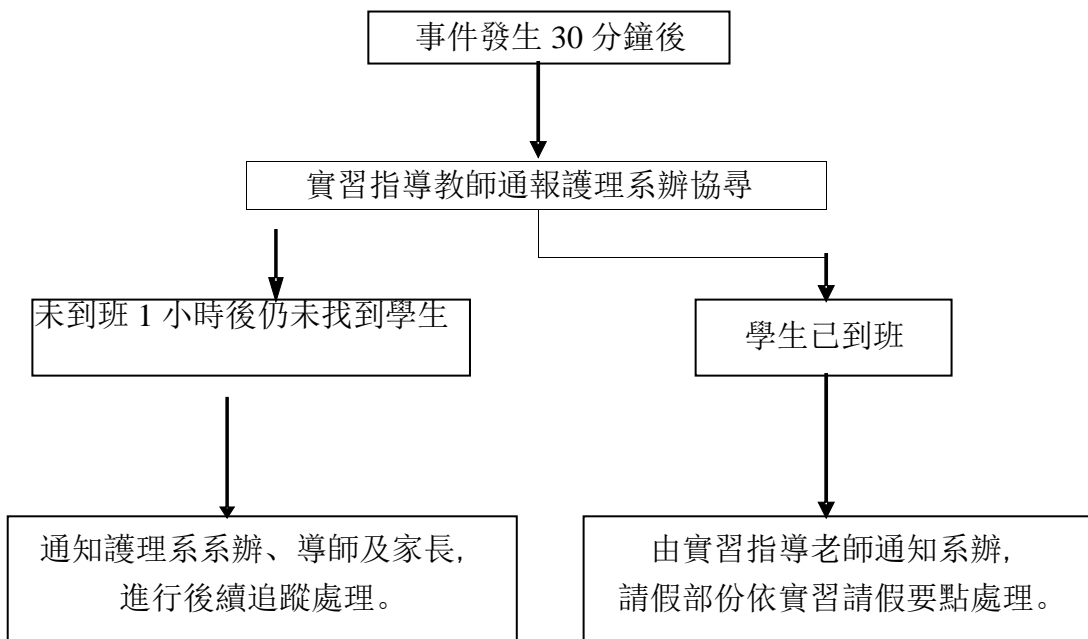 事件發生 30 分鐘後
實習指導教師通報護理系辦協尋
未到班 1 小時後仍未找到學生
學生已到班
通知護理系系辦、導師及家長,
進行後續追蹤處理。
由實習指導老師通知系辦,
請假部份依實習請假要點處理。